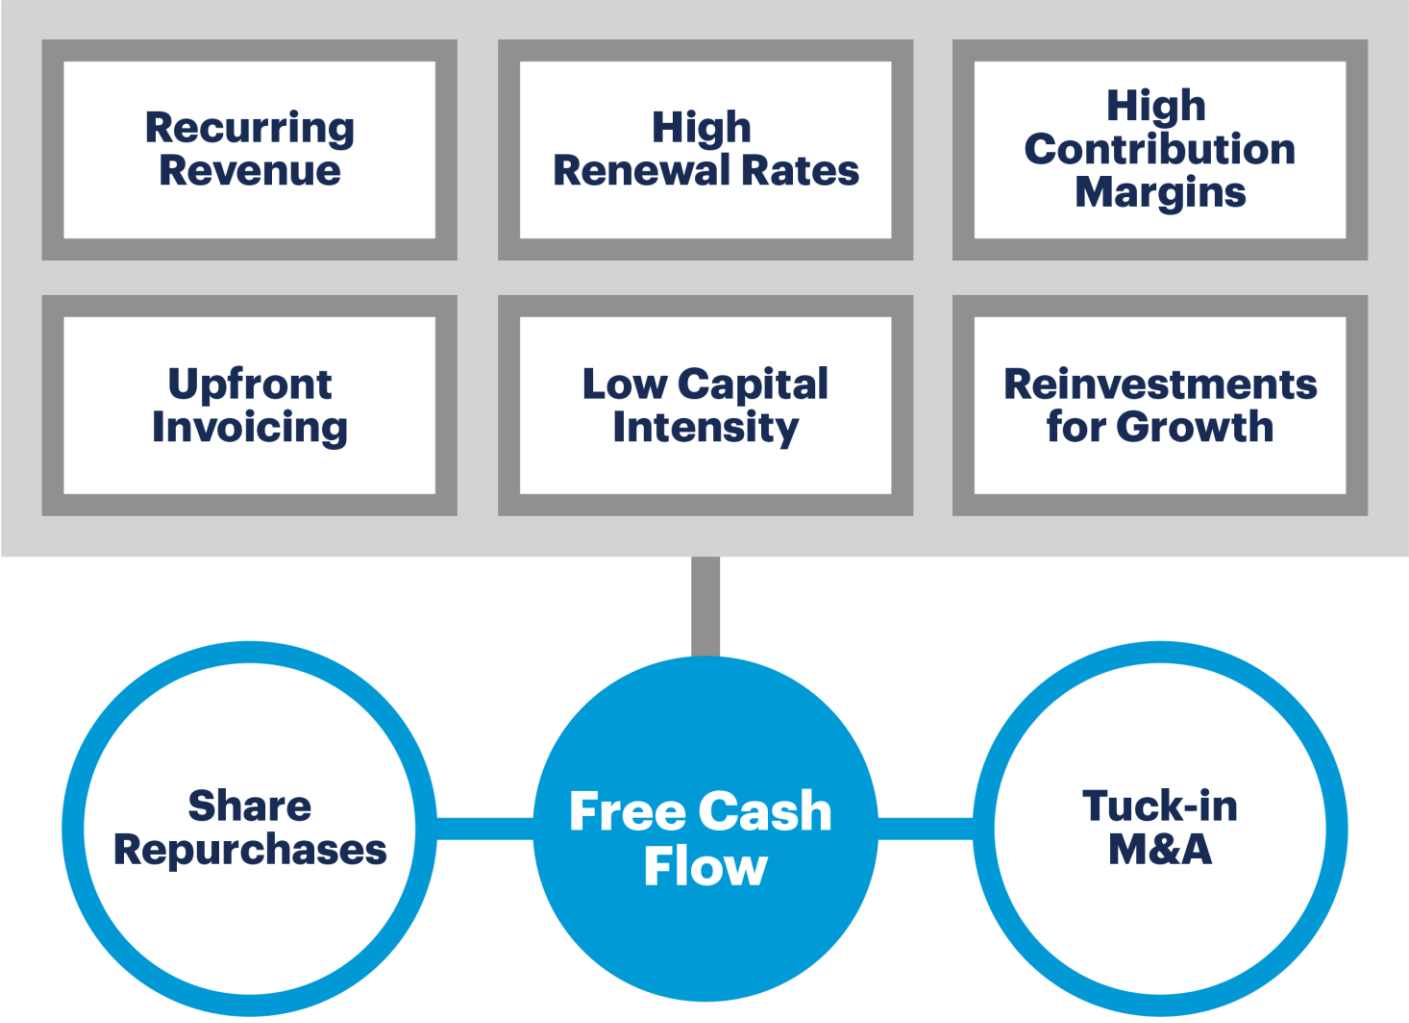 Recurring
Revenue
High
Renewal Rates
High
Contribution
Margins
Upfront
Invoicing
Low Capital
Intensity
Reinvestments
for Growth
Share
Repurchases
Free Cash
Flow
Tuck-in
M&A